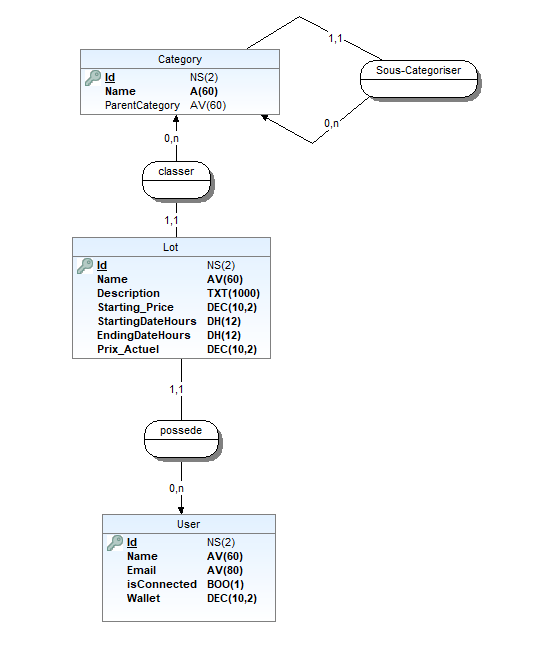 1,1
Category
Id NS(2)
Name A(60)
ParentCategory AV(60)
Sous-Categoriser
0,n
0,n
classer
1,1
Lot
Id NS(2)
Name AV(60)
Description TXT(1000)
Starting_Price DEC(10,2)
StartingDateHours DH(12)
EndingDateHours DH(12)
Prix_Actuel DEC(10,2)
1,1
possede
0,n
User
Id NS(2)
Name AV(60)
Email AV(80)
isConnected BOO(1)
Wallet DEC(10,2)